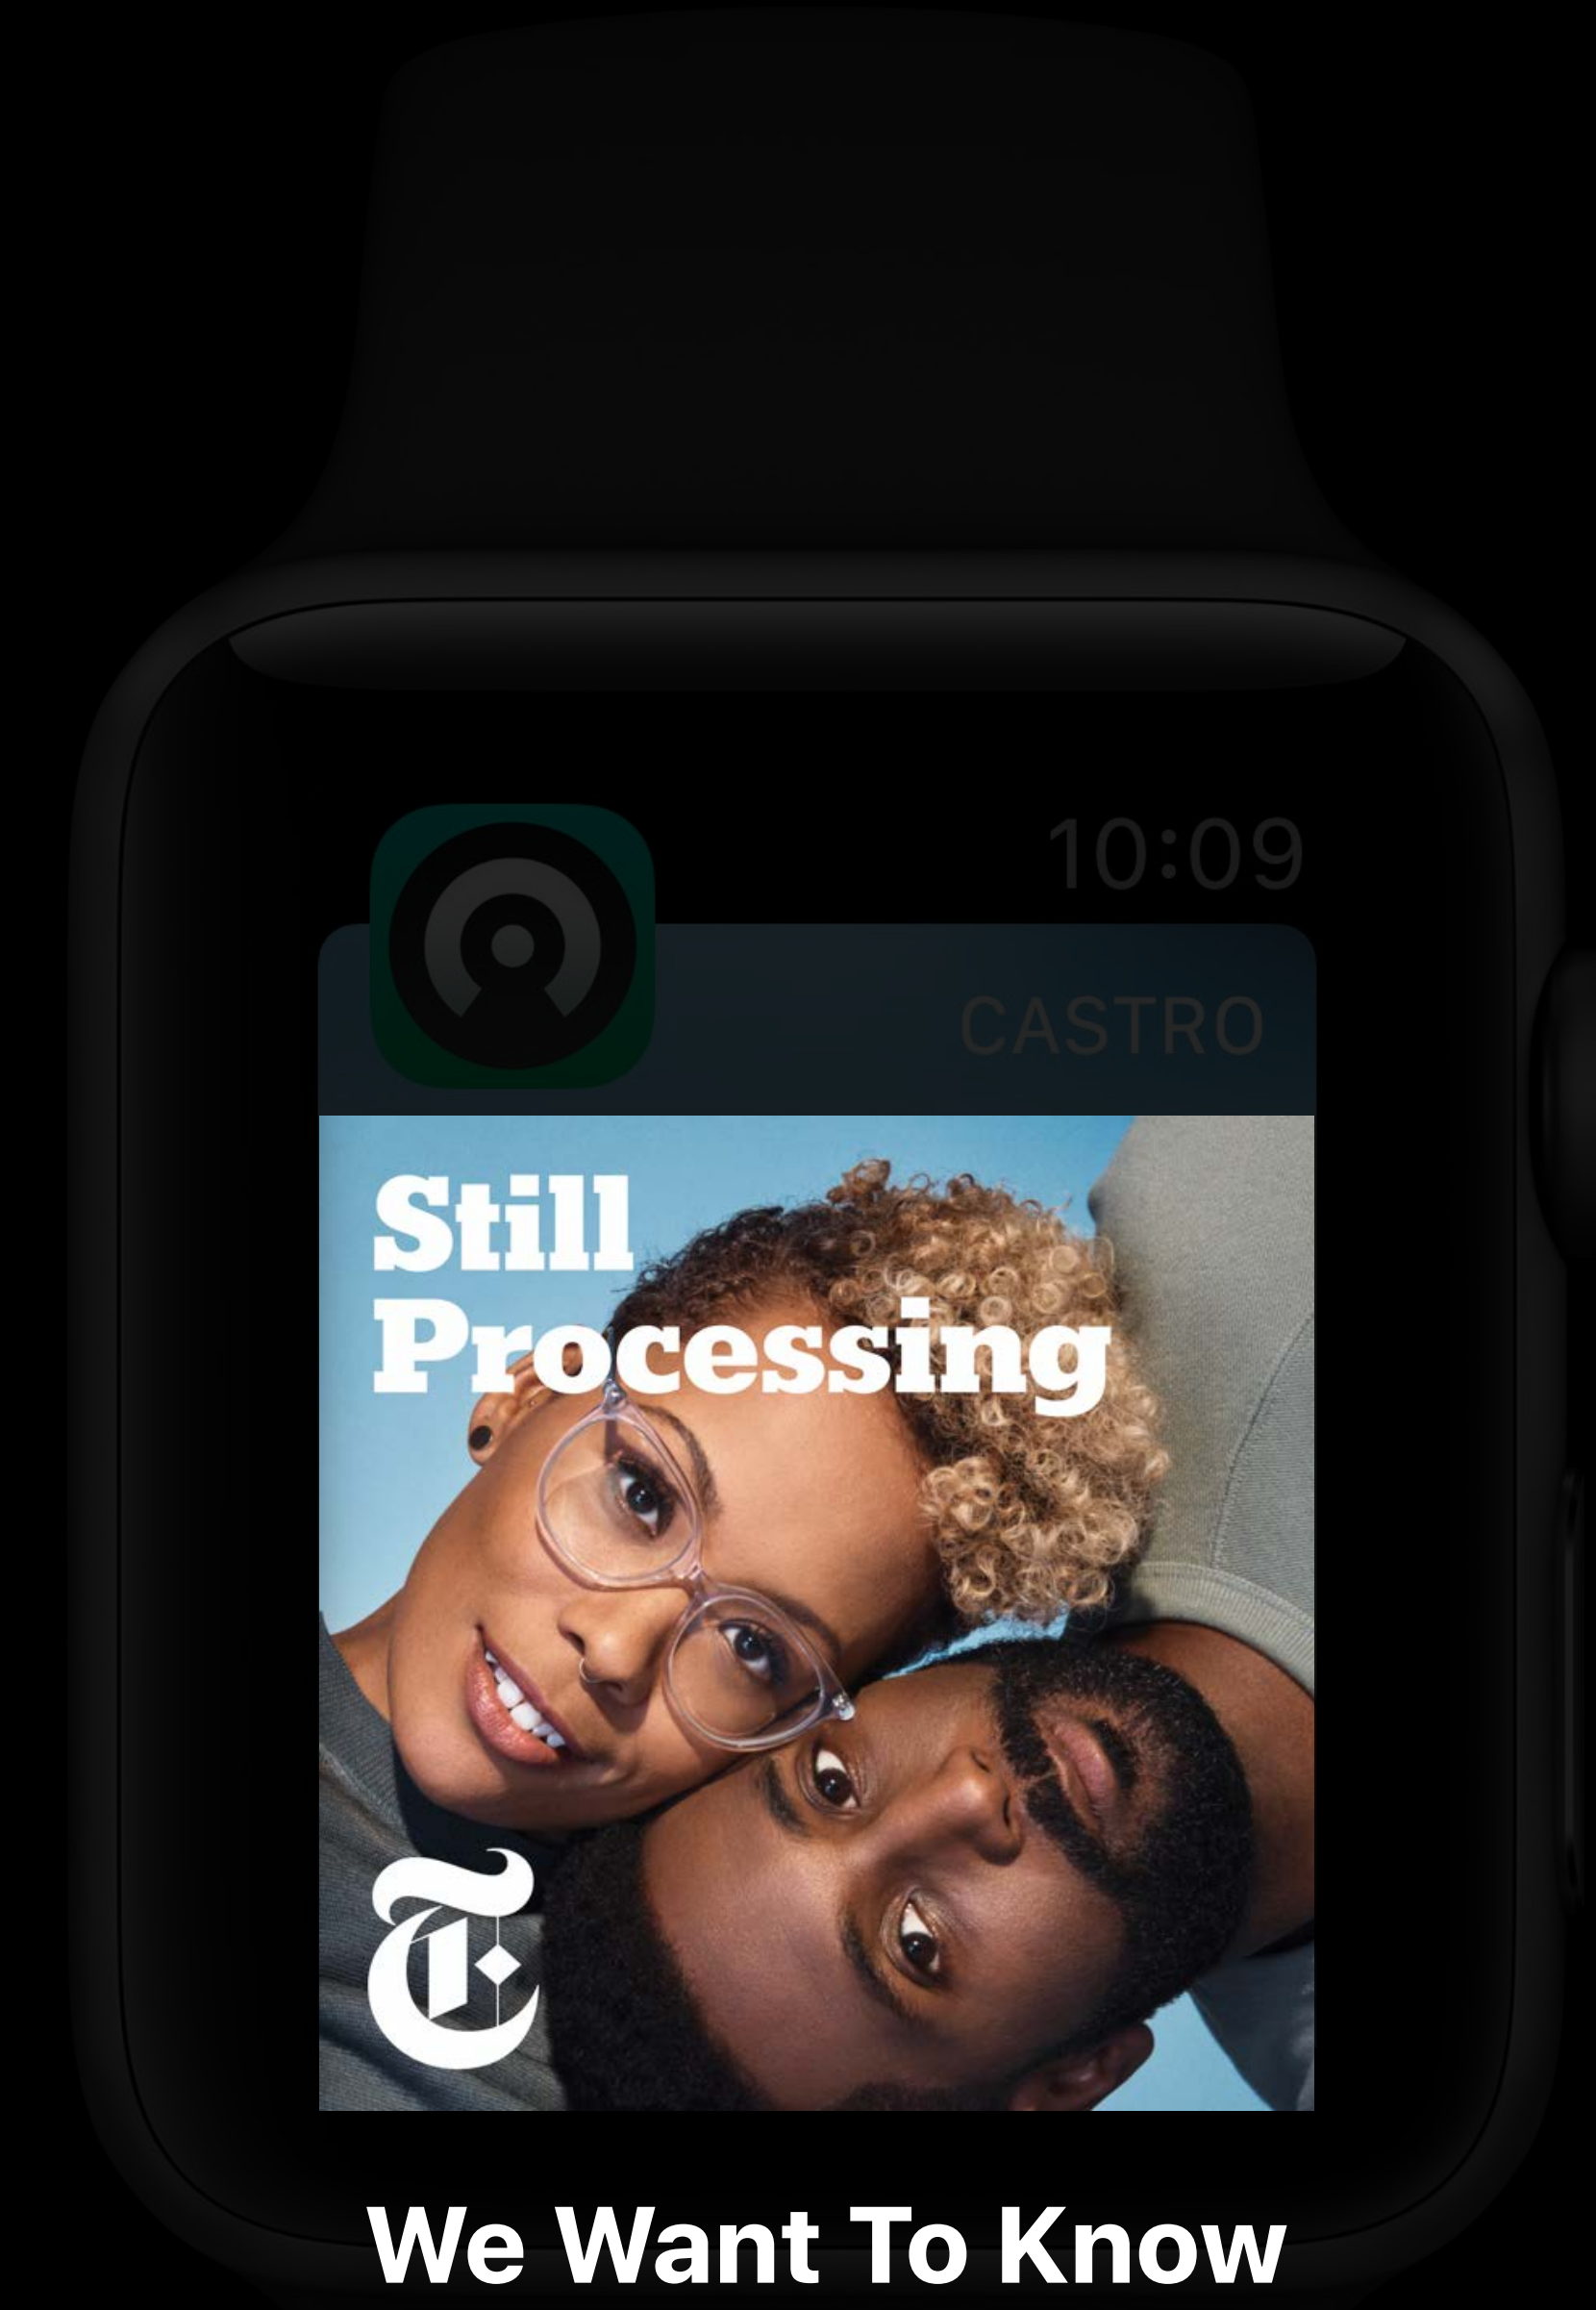 10:09
CASTRO
Still
Processing
T
We Want To Know